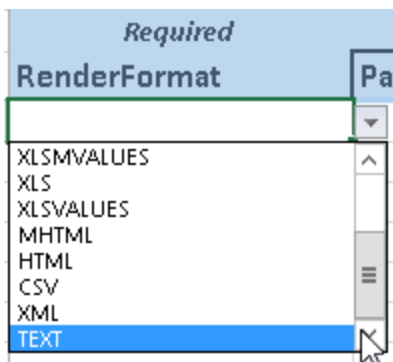 Required
RenderFormat Pa
XLSMVALUES
XLS
XLSVALUES
MHTML
HTML
CSV
XML
TEXT